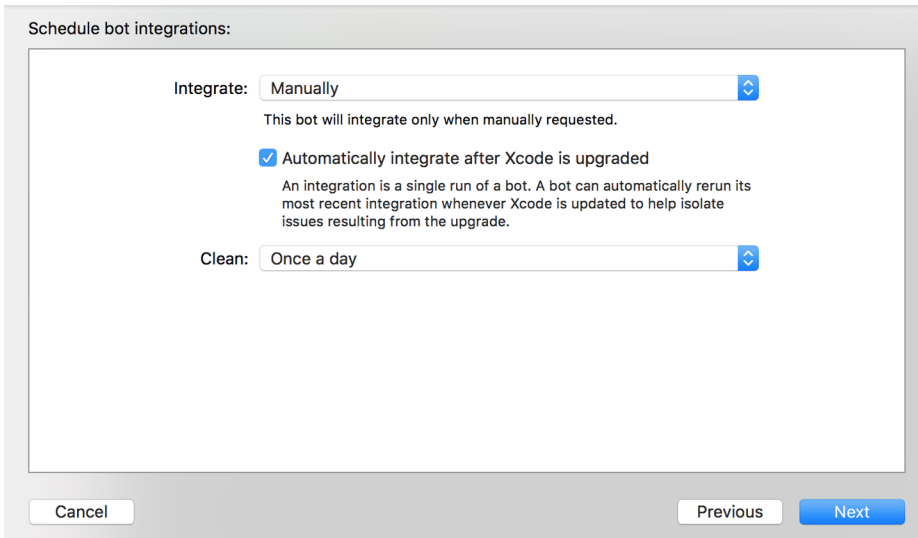 Schedule bot integrations:
Integrate: Manually
This bot will integrate only when manually requested.
Automatically integrate after Xcode is upgraded
An integration is a single run of a bot. A bot can automatically rerun its
most recent integration whenever Xcode is updated to help isolate
issues resulting from the upgrade.
Clean: Once a day
Cancel Previous Next